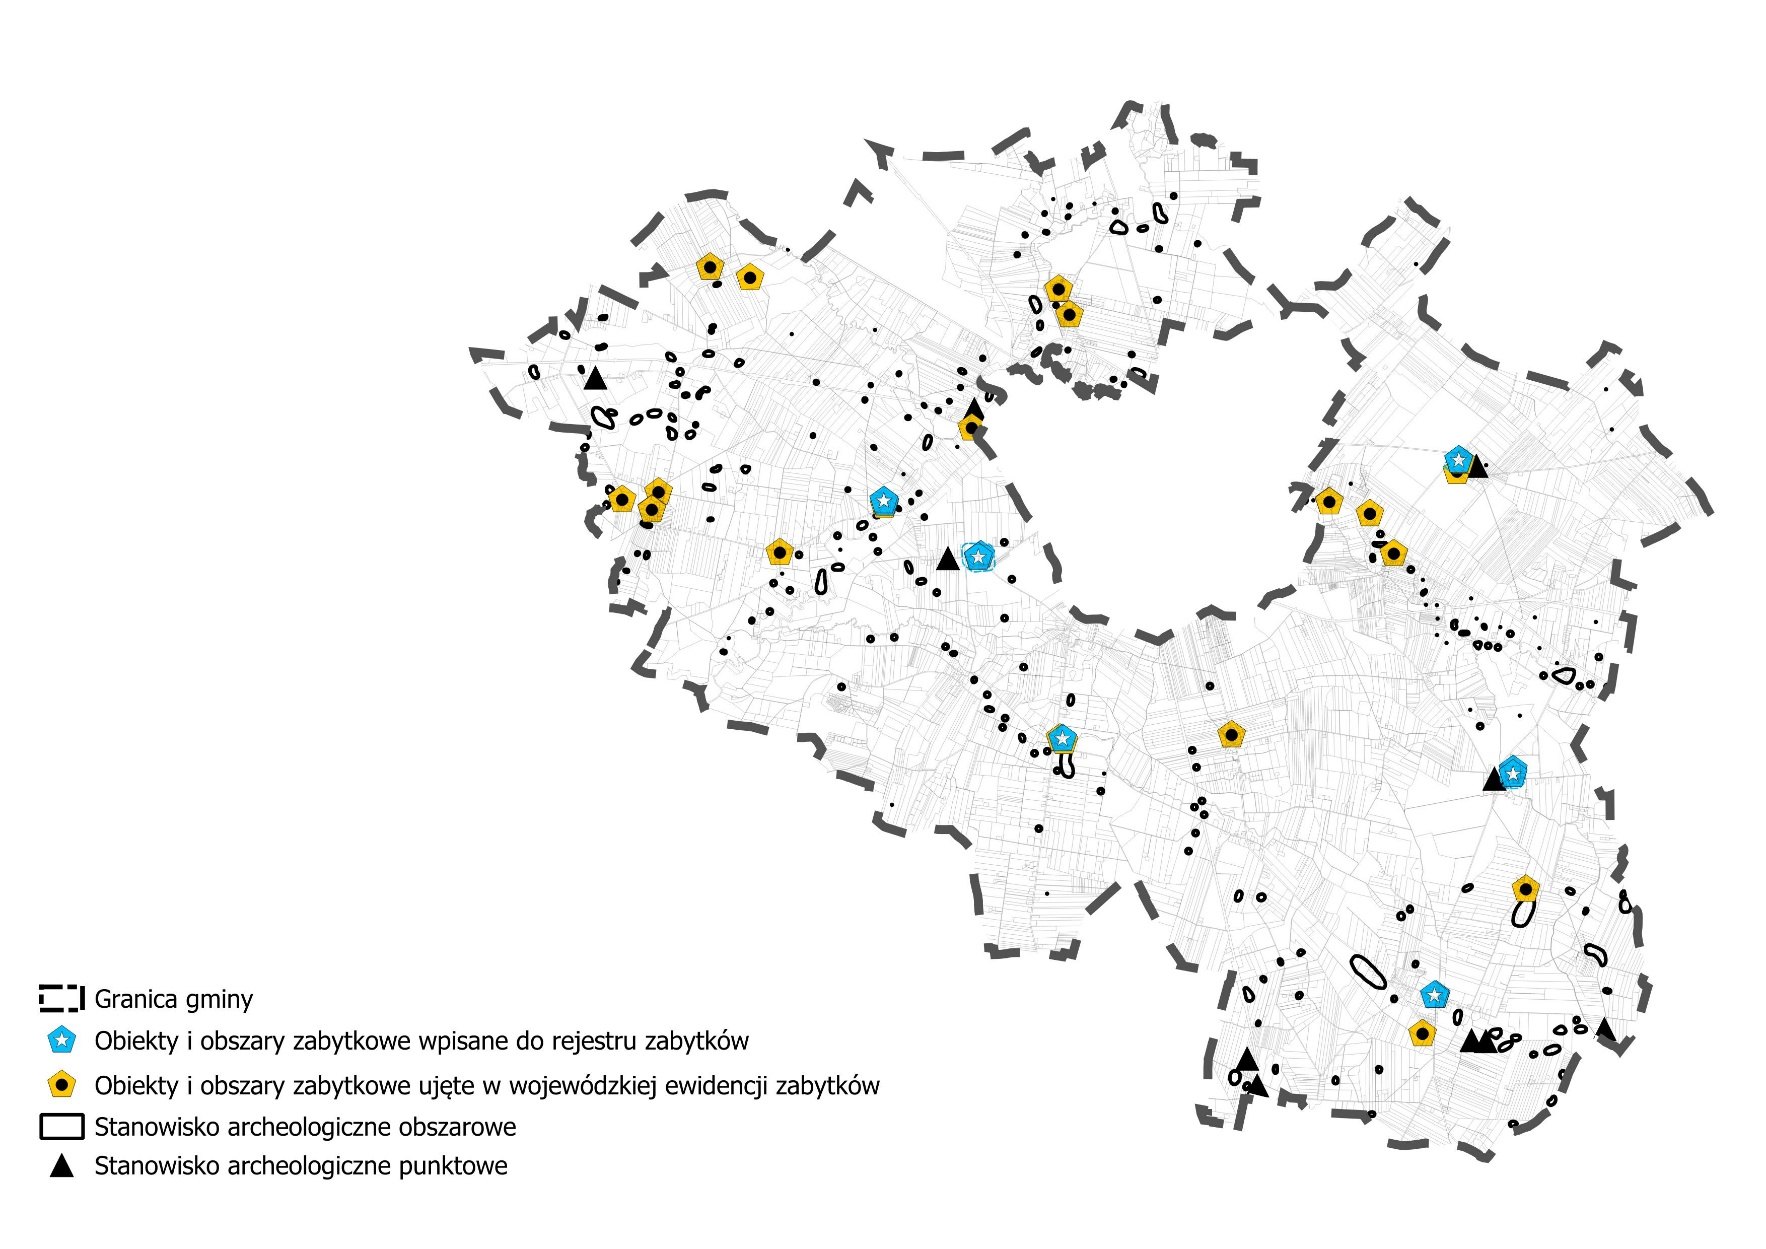 Granica gminy
Obiekty i obszary zabytkowe wpisane do rejestru zabytków
Obiekty i obszary zabytkowe ujęte w wojewódzkiej ewidencji zabytków
Stanowisko archeologiczne obszarowe
Stanowisko archeologiczne punktowe